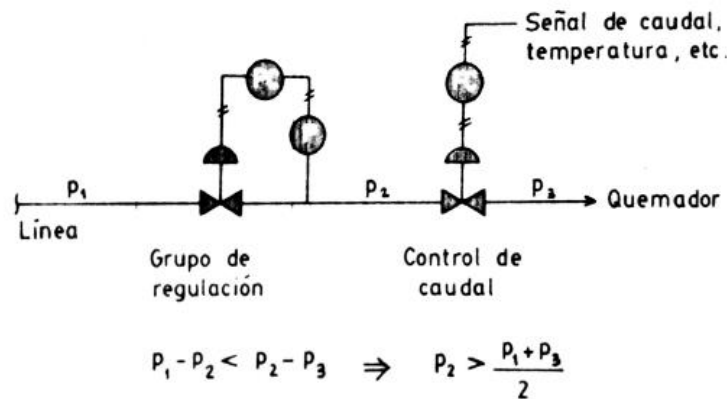 Señal de caudal,
temperatura, etc.
P₁
P₂
P₃
Quemador
Línea
Grupo de
regulación
Control de
caudal
P₁ - P₂ < P₂ - P₃ ⇒ P₂ > (P₁ + P₃) / 2